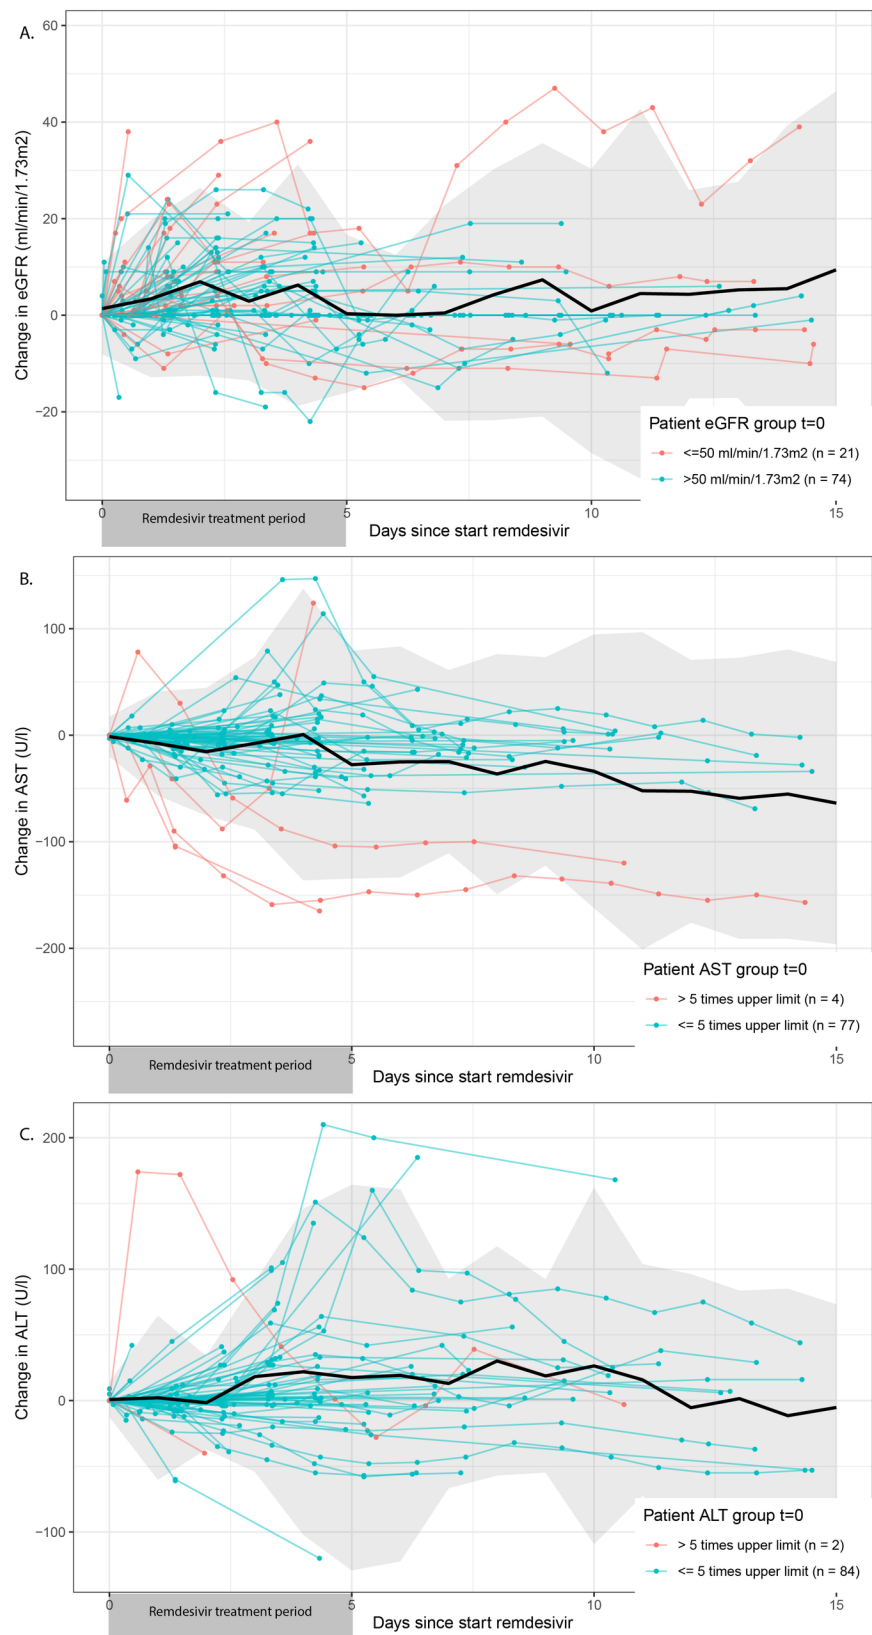 A.
60
40
20
0
−20
Change in eGFR (ml/min/1.73m2)
Patient eGFR group t=0
<=50 ml/min/1.73m2 (n = 21)
>50 ml/min/1.73m2 (n = 74)
0
5
10
15
Remdesivir treatment period
Days since start remdesivir
B.
100
0
−100
−200
Change in AST (U/l)
Patient AST group t=0
> 5 times upper limit (n = 4)
<= 5 times upper limit (n = 77)
0
5
10
15
Remdesivir treatment period
Days since start remdesivir
C.
200
100
0
−100
Change in ALT (U/l)
Patient ALT group t=0
> 5 times upper limit (n = 2)
<= 5 times upper limit (n = 84)
0
5
10
15
Remdesivir treatment period
Days since start remdesivir